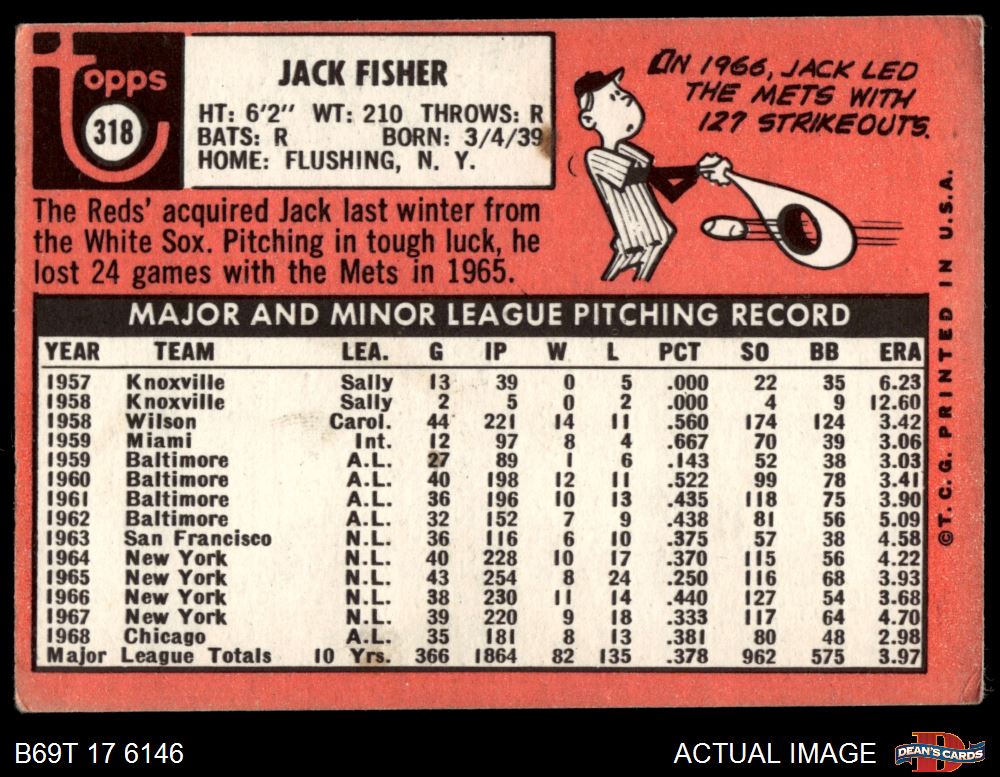 Topps
318
JACK FISHER
HT: 6'2" WT: 210 THROWS: R
BATS: R BORN: 3/4/39
HOME: FLUSHING, N. Y.
ON 1966, JACK LED
THE METS WITH
127 STRIKEOUTS.
The Reds' acquired Jack last winter from
the White Sox. Pitching in tough luck, he
lost 24 games with the Mets in 1965.
MAJOR AND MINOR LEAGUE PITCHING RECORD
YEAR TEAM LEA. G IP W L PCT SO BB ERA
1957 Knoxville Sally 13 39 0 5 .000 22 35 6.23
1958 Knoxville Sally 2 5 0 2 .000 4 9 12.60
1958 Wilson Carol. 44 221 14 11 .560 174 124 3.42
1959 Miami Int. 12 97 8 4 .667 70 39 3.06
1959 Baltimore A.L. 27 89 1 6 .143 52 38 3.03
1960 Baltimore A.L. 40 198 12 11 .522 99 78 3.41
1961 Baltimore A.L. 36 196 10 13 .435 118 75 3.90
1962 Baltimore A.L. 32 152 7 9 .438 81 56 5.09
1963 San Francisco N.L. 36 116 6 10 .375 57 38 4.58
1964 New York N.L. 40 228 10 17 .370 115 56 4.22
1965 New York N.L. 43 254 8 24 .250 116 68 3.93
1966 New York N.L. 38 230 11 14 .440 127 54 3.68
1967 New York N.L. 39 220 9 18 .333 117 64 4.70
1968 Chicago A.L. 35 181 8 13 .381 80 48 2.98
Major League Totals 10 Yrs. 366 1864 82 135 .378 962 575 3.97
©T.C.G. PRINTED IN U.S.A.
B69T 17 6146
ACTUAL IMAGE
DEAN'S CARDS